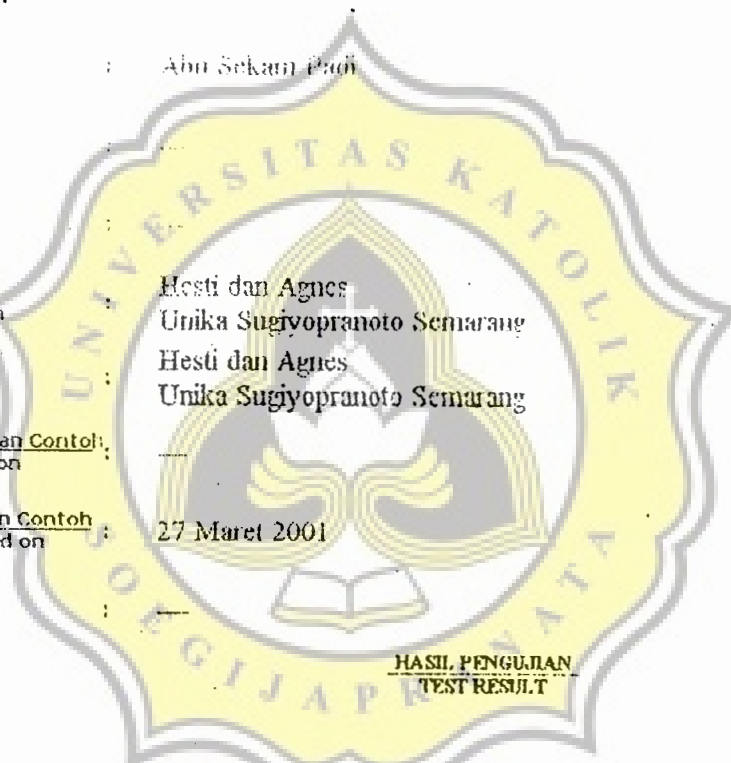 : Abu Sekam Padi
: ----
: ----
: Hesti dan Agnes
Unika Sugiyopranoto Semarang
: Hesti dan Agnes
Unika Sugiyopranoto Semarang
an Contoh : ----
on
n Contoh : 27 Maret 2001
d on
: ----
HASIL PENGUJIAN
TEST RESULT
UNIVERSITAS KATOLIK
SOEGIJAPRANATA